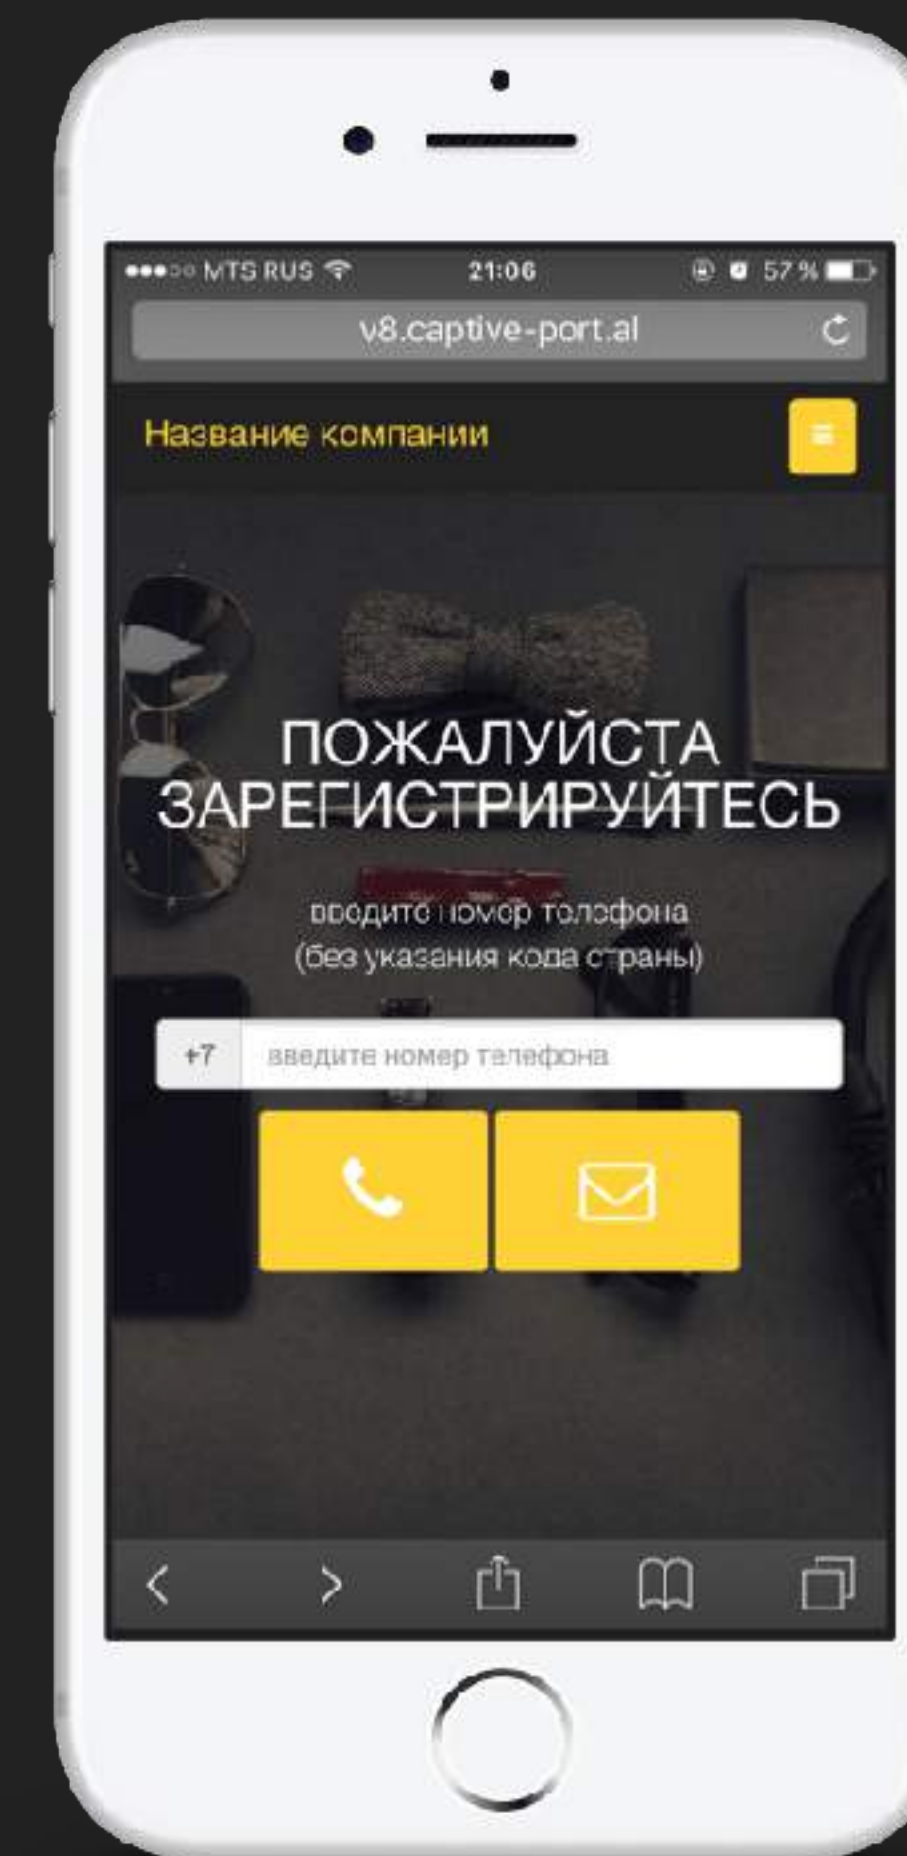 MTS RUS 21:06 57 %
v8.captive-port.al
Название компании
ПОЖАЛУЙСТА
ЗАРЕГИСТРИРУЙТЕСЬ
введите номер телефона
(без указания кода страны)
+7 введите номер телефона